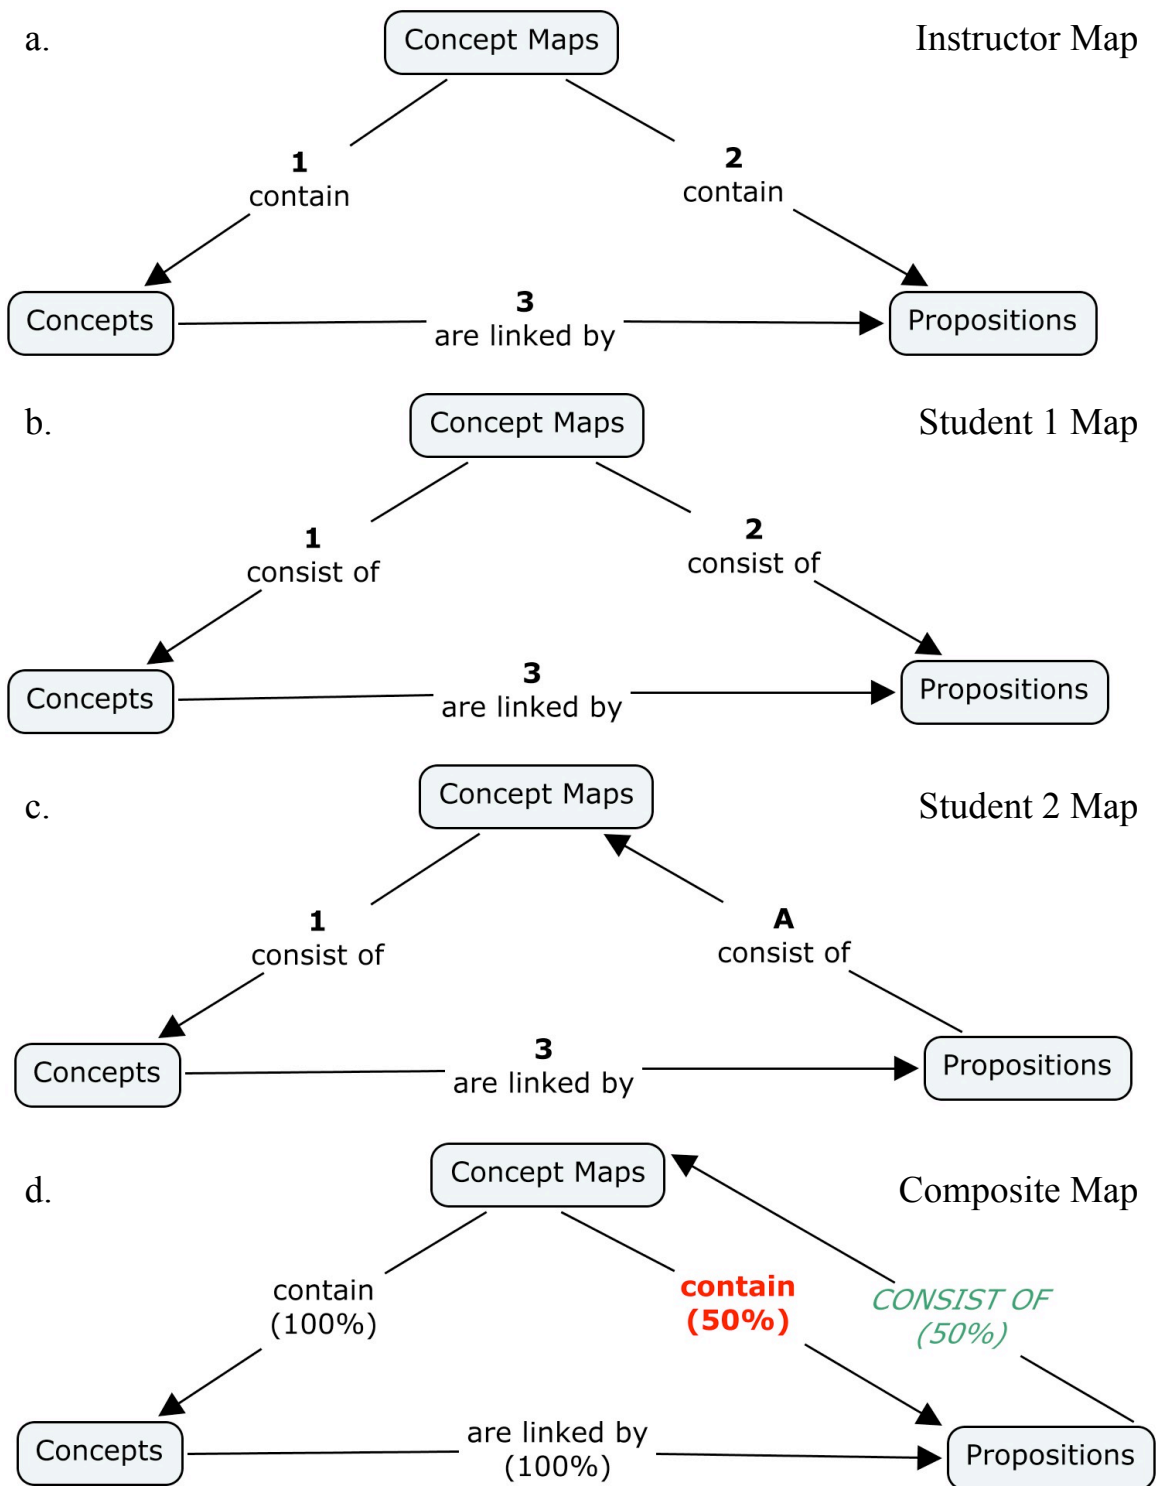 a.
Concept Maps
Instructor Map
1
contain
2
contain
Concepts
3
are linked by
Propositions
b.
Concept Maps
Student 1 Map
1
consist of
2
consist of
Concepts
3
are linked by
Propositions
c.
Concept Maps
Student 2 Map
1
consist of
A
consist of
Concepts
3
are linked by
Propositions
d.
Concept Maps
Composite Map
contain
(100%)
contain
(50%)
CONSIST OF
(50%)
Concepts
are linked by
(100%)
Propositions